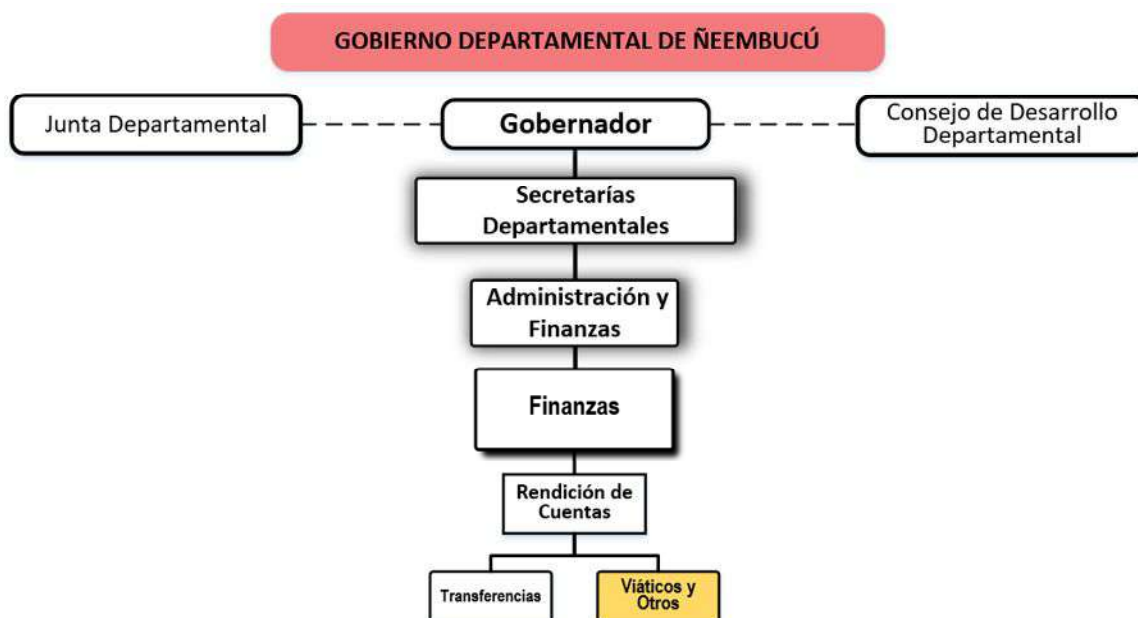 GOBIERNO DEPARTAMENTAL DE ÑEEMBUCÚ
Junta Departamental
Gobernador
Consejo de Desarrollo
Departamental
Secretarías
Departamentales
Administración y
Finanzas
Finanzas
Rendición de
Cuentas
Transferencias
Viáticos y
Otros